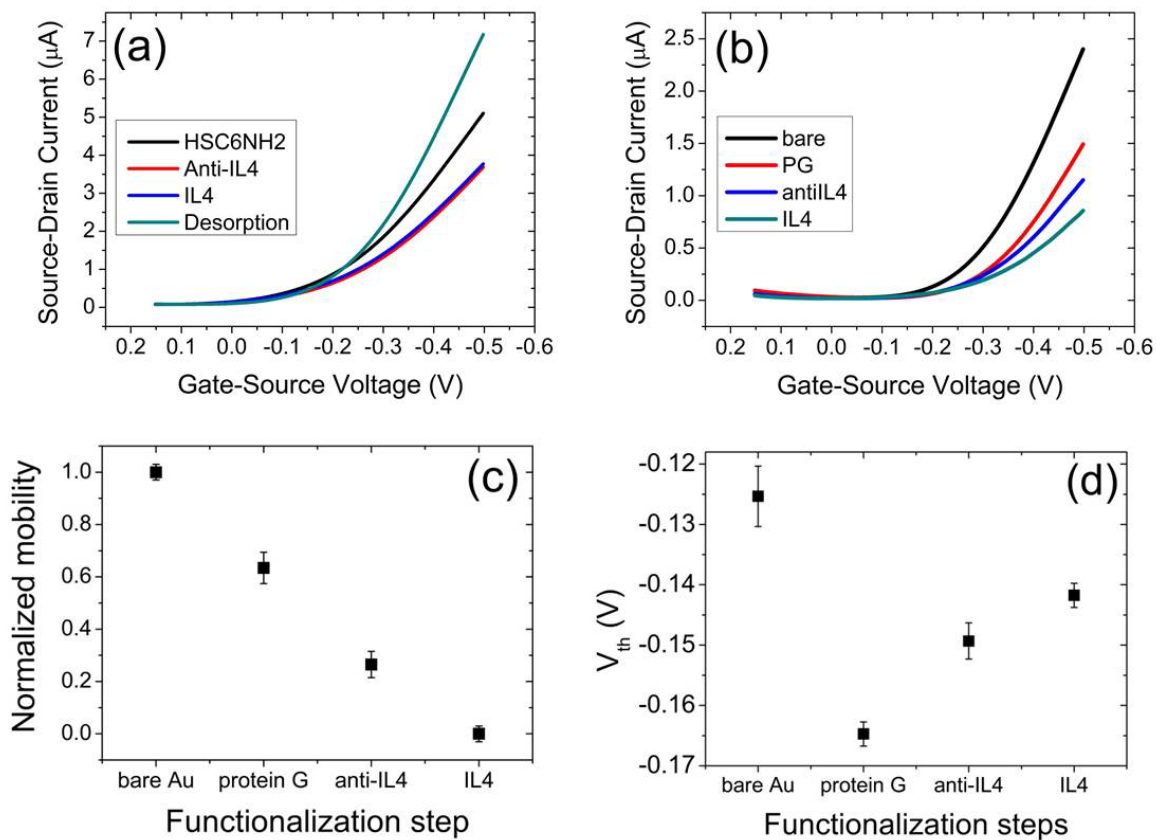 (a)
Source-Drain Current (μA)
7
6
5
4
3
2
1
0
HSC6NH2
Anti-IL4
IL4
Desorption
0.2 0.1 0.0 -0.1 -0.2 -0.3 -0.4 -0.5 -0.6
Gate-Source Voltage (V)
(b)
Source-Drain Current (μA)
2.5
2.0
1.5
1.0
0.5
0.0
bare
PG
antiIL4
IL4
0.2 0.1 0.0 -0.1 -0.2 -0.3 -0.4 -0.5 -0.6
Gate-Source Voltage (V)
(c)
Normalized mobility
1.0
0.8
0.6
0.4
0.2
0.0
bare Au protein G anti-IL4 IL4
Functionalization step
(d)
Vth (V)
-0.12
-0.13
-0.14
-0.15
-0.16
-0.17
bare Au protein G anti-IL4 IL4
Functionalization steps